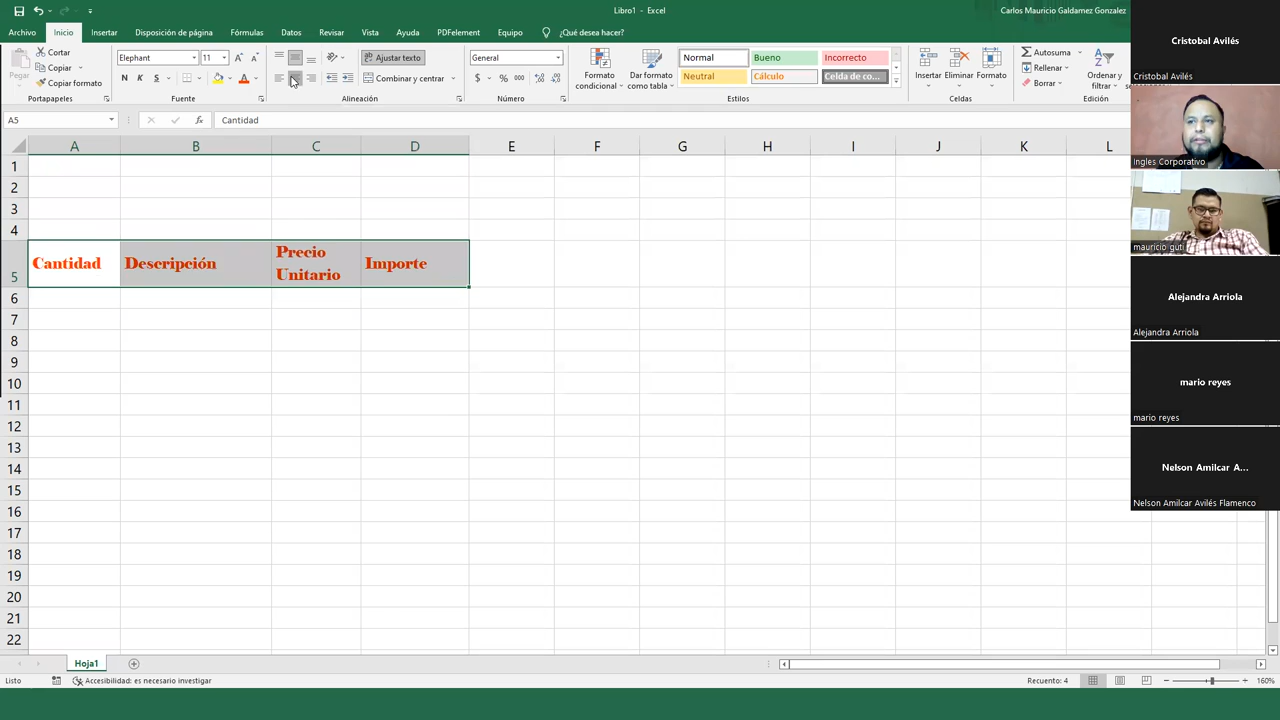 Libro1 - Excel
Carlos Mauricio Galdamez Gonzalez
Archivo Inicio Insertar Disposición de página Fórmulas Datos Revisar Vista Ayuda PDFelement Equipo ¿Qué desea hacer?
Pegar
Cortar
Copiar
Copiar formato
Portapapeles
Elephant 11
N K S
Fuente
Ajustar texto
Combinar y centrar
Alineación
General
$ % 000
Número
Formato condicional
Dar formato como tabla
Normal Bueno Incorrecto
Neutral Cálculo Celda de co...
Estilos
Insertar Eliminar Formato
Celdas
Autosuma
Rellenar
Borrar
Ordenar y filtrar
Edición
A5 fx Cantidad
A B C D E F G H I J K L
1
2
3
4
5 Cantidad Descripción Precio Unitario Importe
6
7
8
9
10
11
12
13
14
15
16
17
18
19
20
21
22
Hoja1
Listo Accesibilidad: es necesario investigar Recuento: 4 160%
Cristobal Avilés
Cristobal Avilés
Ingles Corporativo
mauricio guti
Alejandra Arriola
Alejandra Arriola
mario reyes
mario reyes
Nelson Amilcar A...
Nelson Amilcar Avilés Flamenco